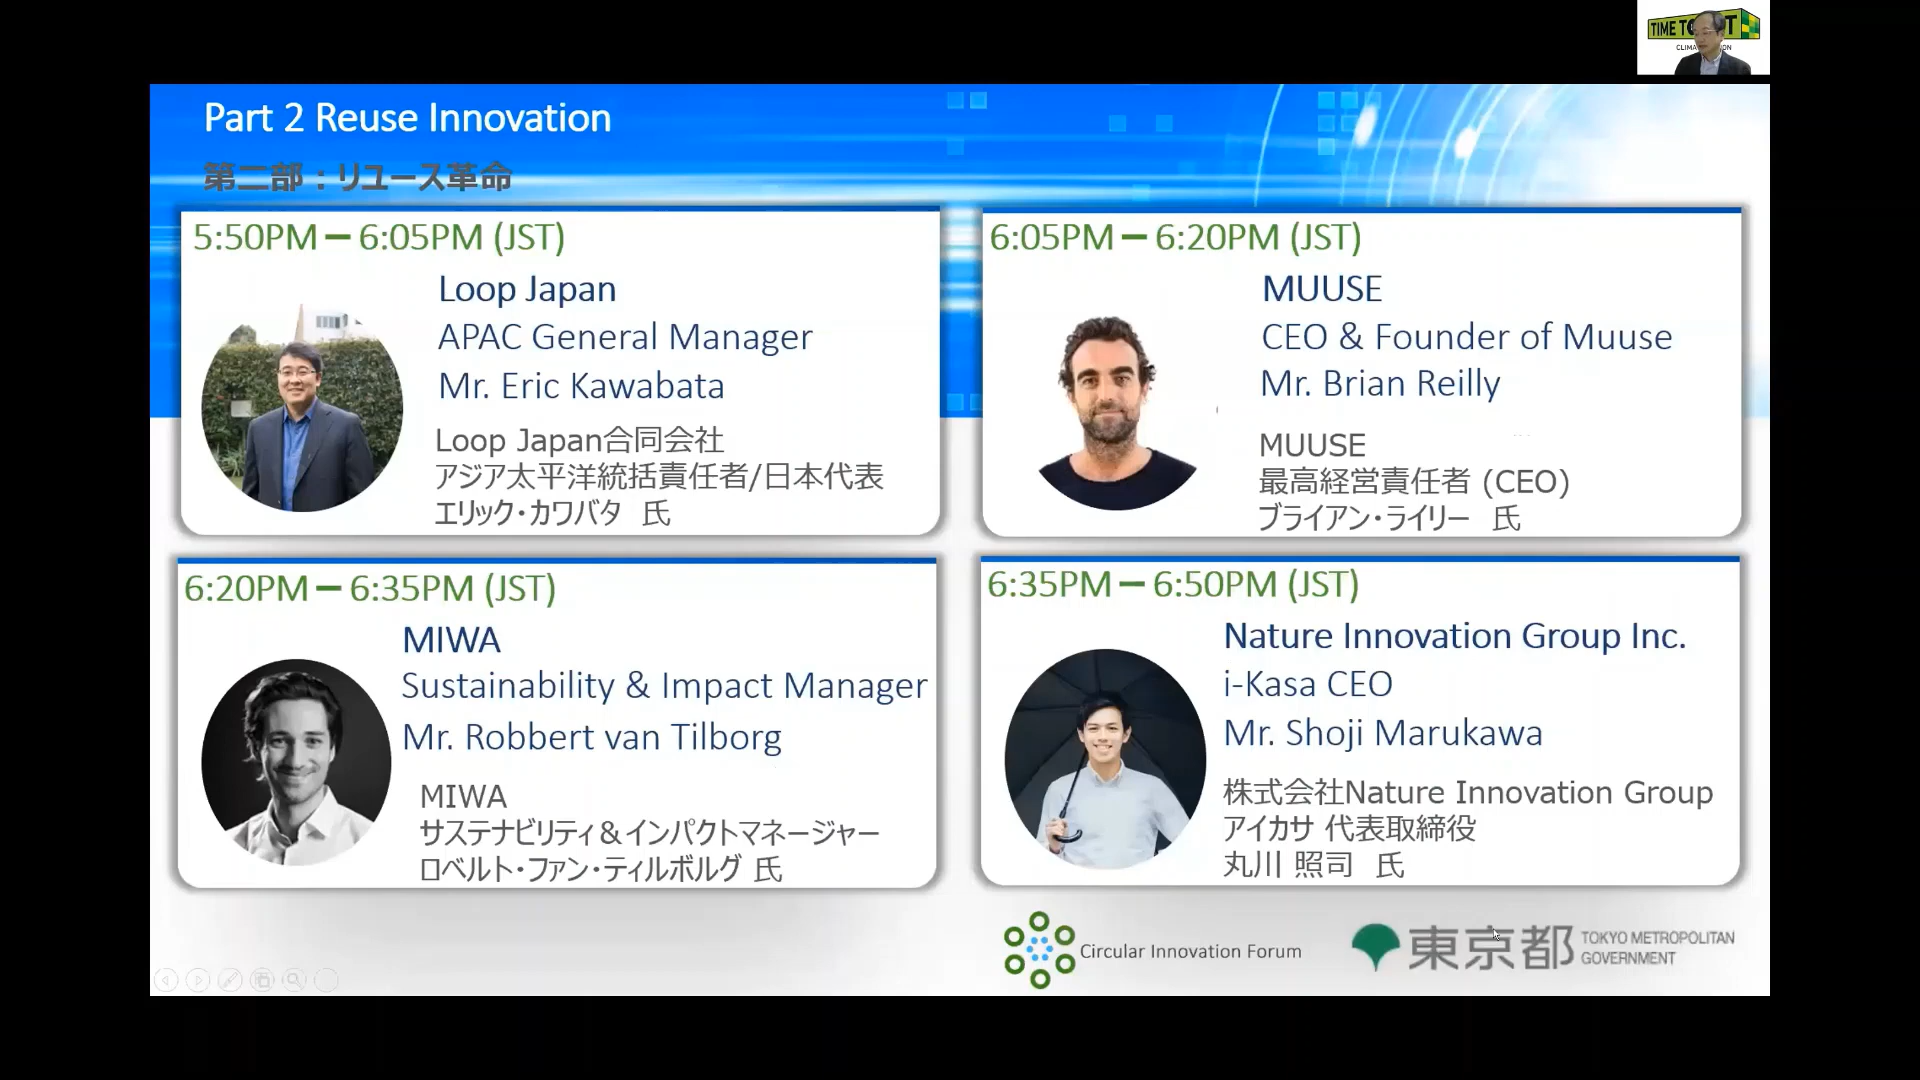 TIME TO
CLIMA
Part 2 Reuse Innovation
第二部：リユース革命
5:50PM – 6:05PM (JST)
Loop Japan
APAC General Manager
Mr. Eric Kawabata
Loop Japan合同会社
アジア太平洋統括責任者/日本代表
エリック・カワバタ 氏
6:05PM – 6:20PM (JST)
MUUSE
CEO & Founder of Muuse
Mr. Brian Reilly
MUUSE
最高経営責任者 (CEO)
ブライアン・ライリー 氏
6:20PM – 6:35PM (JST)
MIWA
Sustainability & Impact Manager
Mr. Robbert van Tilborg
MIWA
サステナビリティ＆インパクトマネージャー
ロベルト・ファン・ティルボルグ 氏
6:35PM – 6:50PM (JST)
Nature Innovation Group Inc.
i-Kasa CEO
Mr. Shoji Marukawa
株式会社Nature Innovation Group
アイカサ 代表取締役
丸川 照司 氏
Circular Innovation Forum
東京都
TOKYO METROPOLITAN
GOVERNMENT